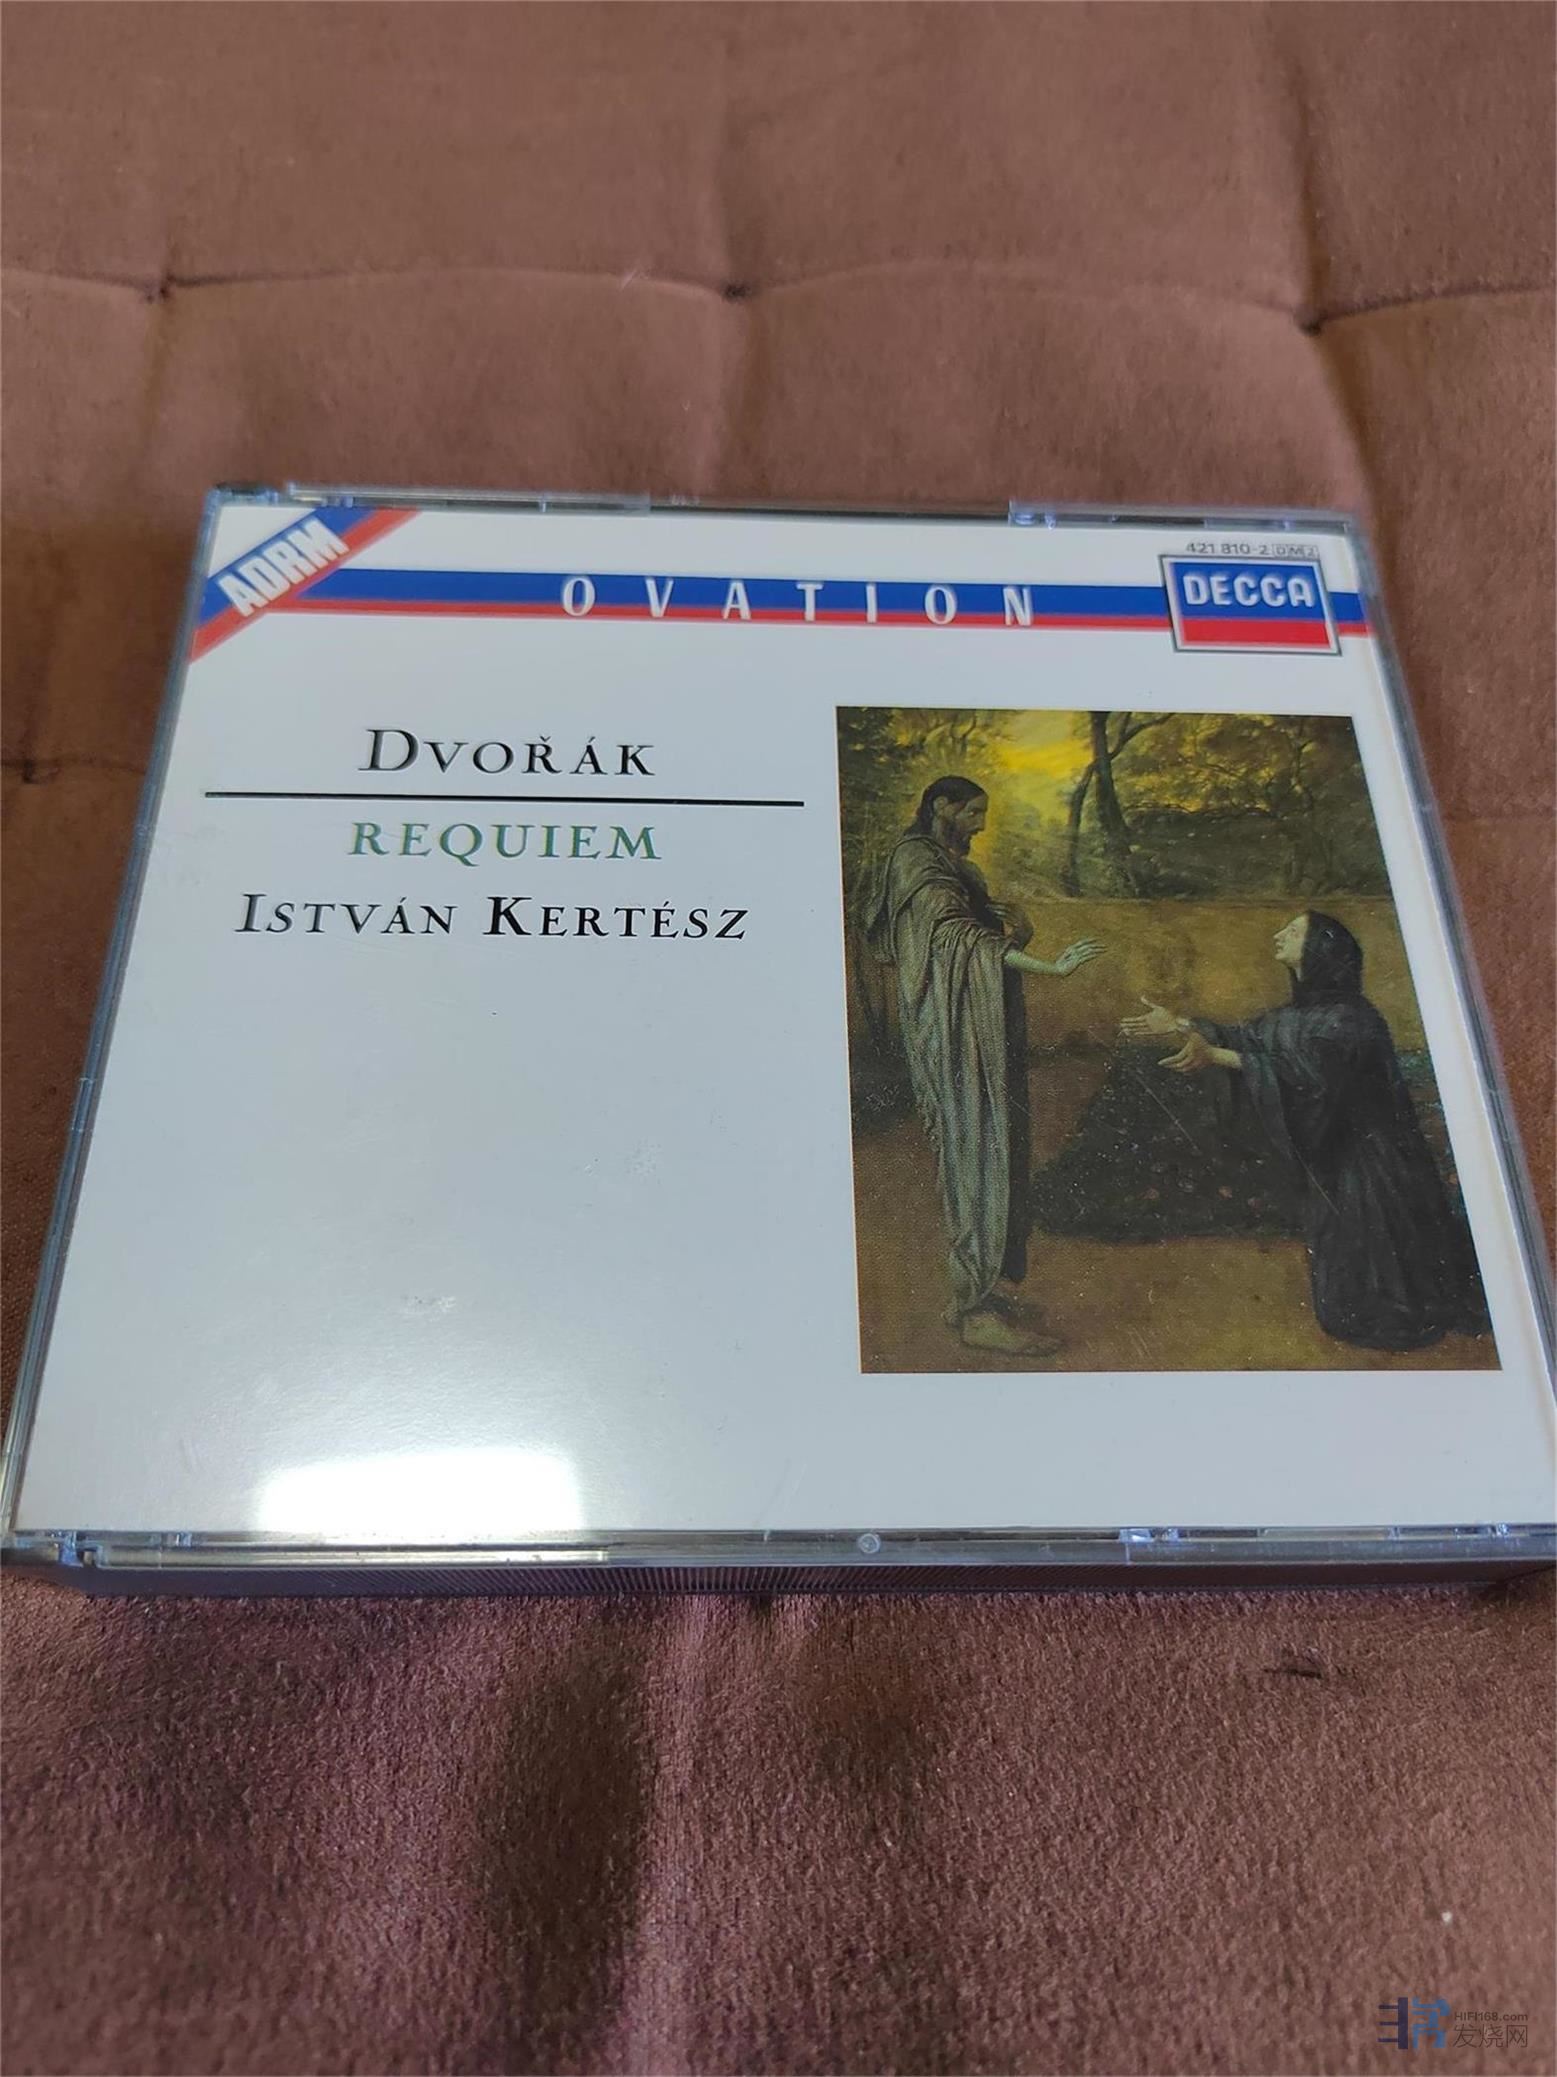 ADRM
OVATION
421 810-2 DM2
DECCA
DVOŘÁK
REQUIEM
ISTVÁN KERTÉSZ
HIFI168.com
发烧网